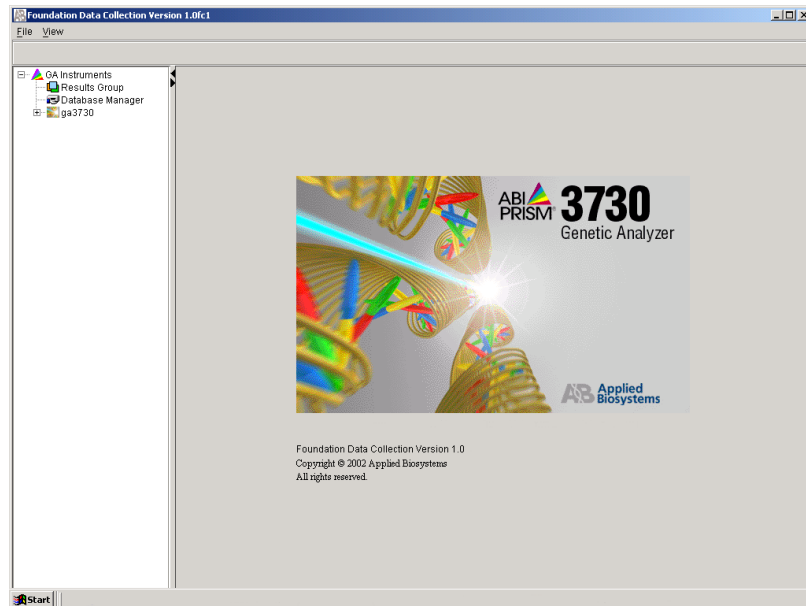 Foundation Data Collection Version 1.0fc1
File View
GA Instruments
Results Group
Database Manager
ga3730
ABI PRISM® 3730
Genetic Analyzer
AB Applied Biosystems
Foundation Data Collection Version 1.0
Copyright © 2002 Applied Biosystems
All rights reserved.
Start